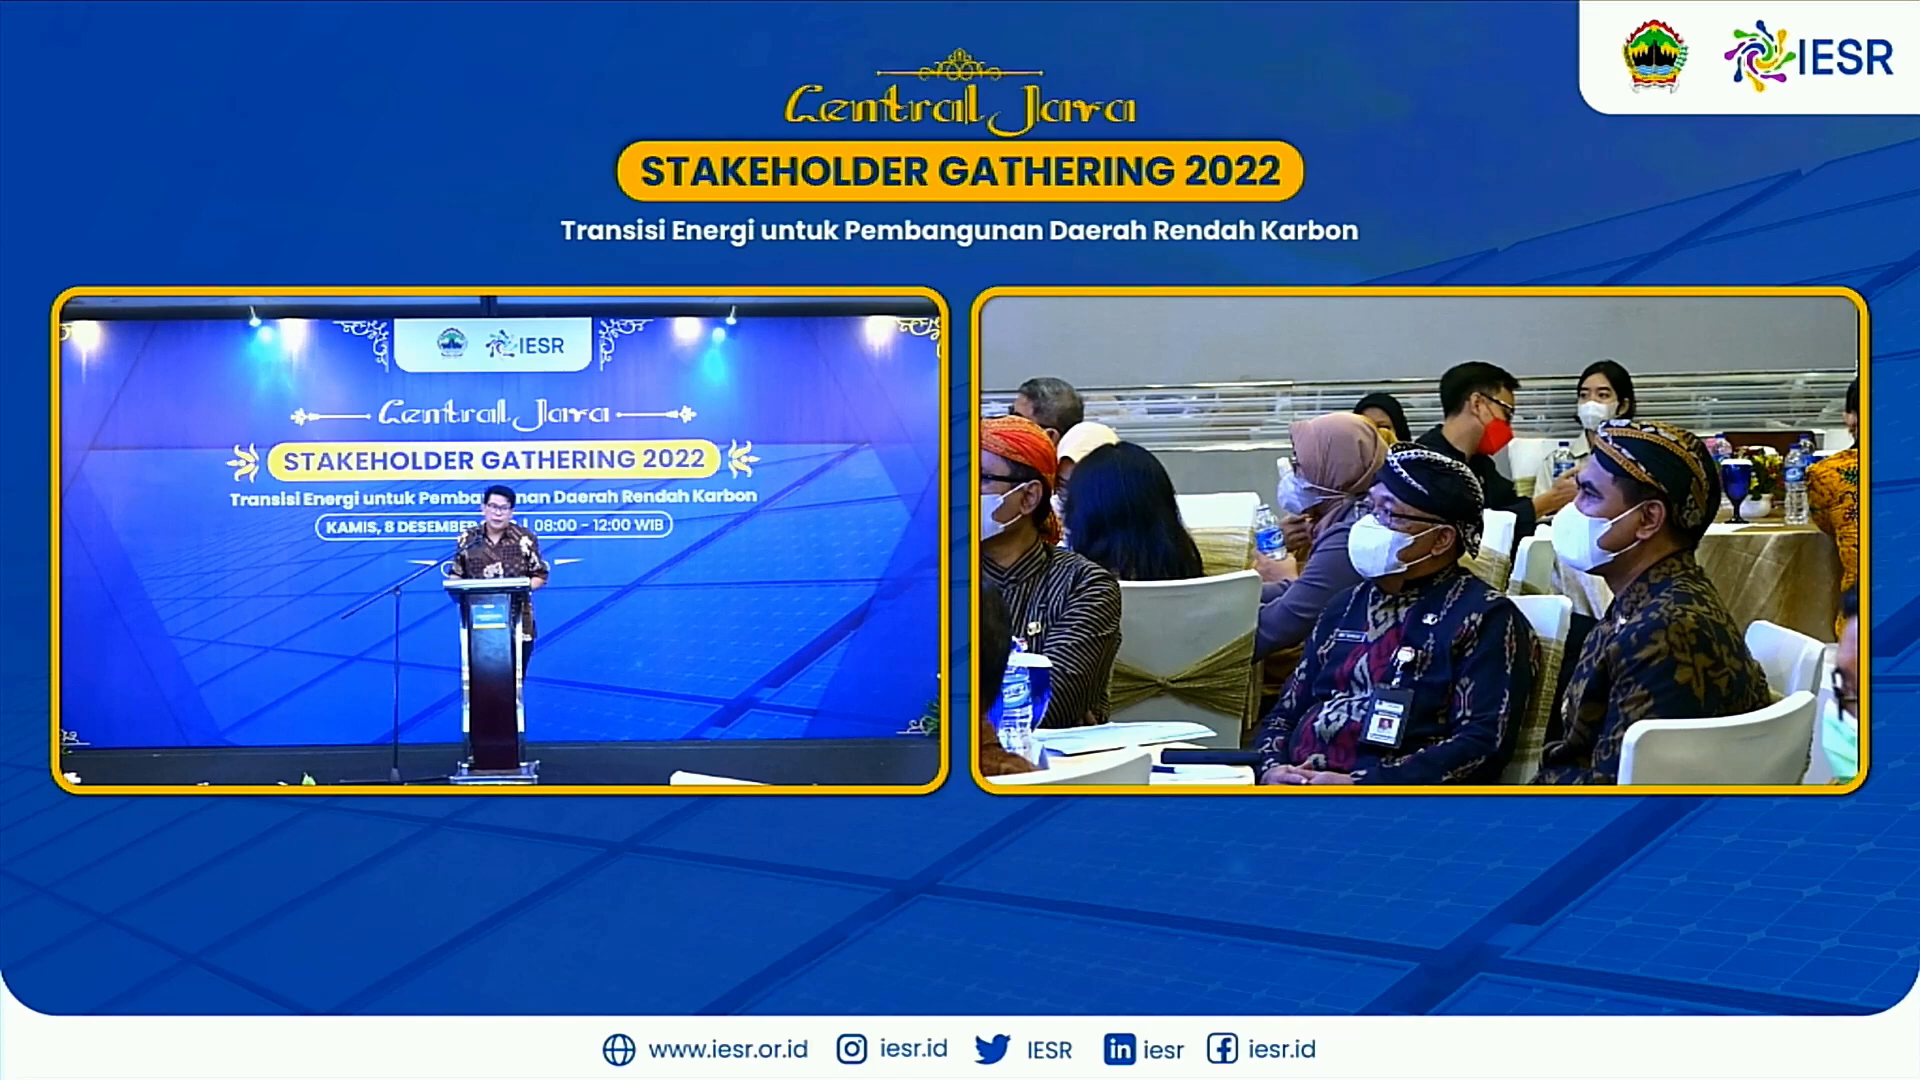 IESR
Central Java
STAKEHOLDER GATHERING 2022
Transisi Energi untuk Pembangunan Daerah Rendah Karbon
IESR
Central Java
STAKEHOLDER GATHERING 2022
Transisi Energi untuk Pemba nan Daerah Rendah Karbon
KAMIS, 8 DESEMBER | 08:00 - 12:00 WIB
www.iesr.or.id iesr.id IESR iesr iesr.id